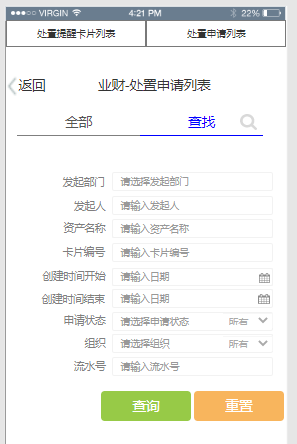 ●●●○○ VIRGIN 4:21 PM 22%
处置提醒卡片列表 处置申请列表
返回 业财-处置申请列表
全部 查找
发起部门 请选择发起部门
发起人 请输入发起人
资产名称 请输入资产名称
卡片编号 请输入卡片编号
创建时间开始 请输入日期
创建时间结束 请输入日期
申请状态 请选择申请状态 所有
组织 请选择组织 所有
流水号 请输入流水号
查询 重置